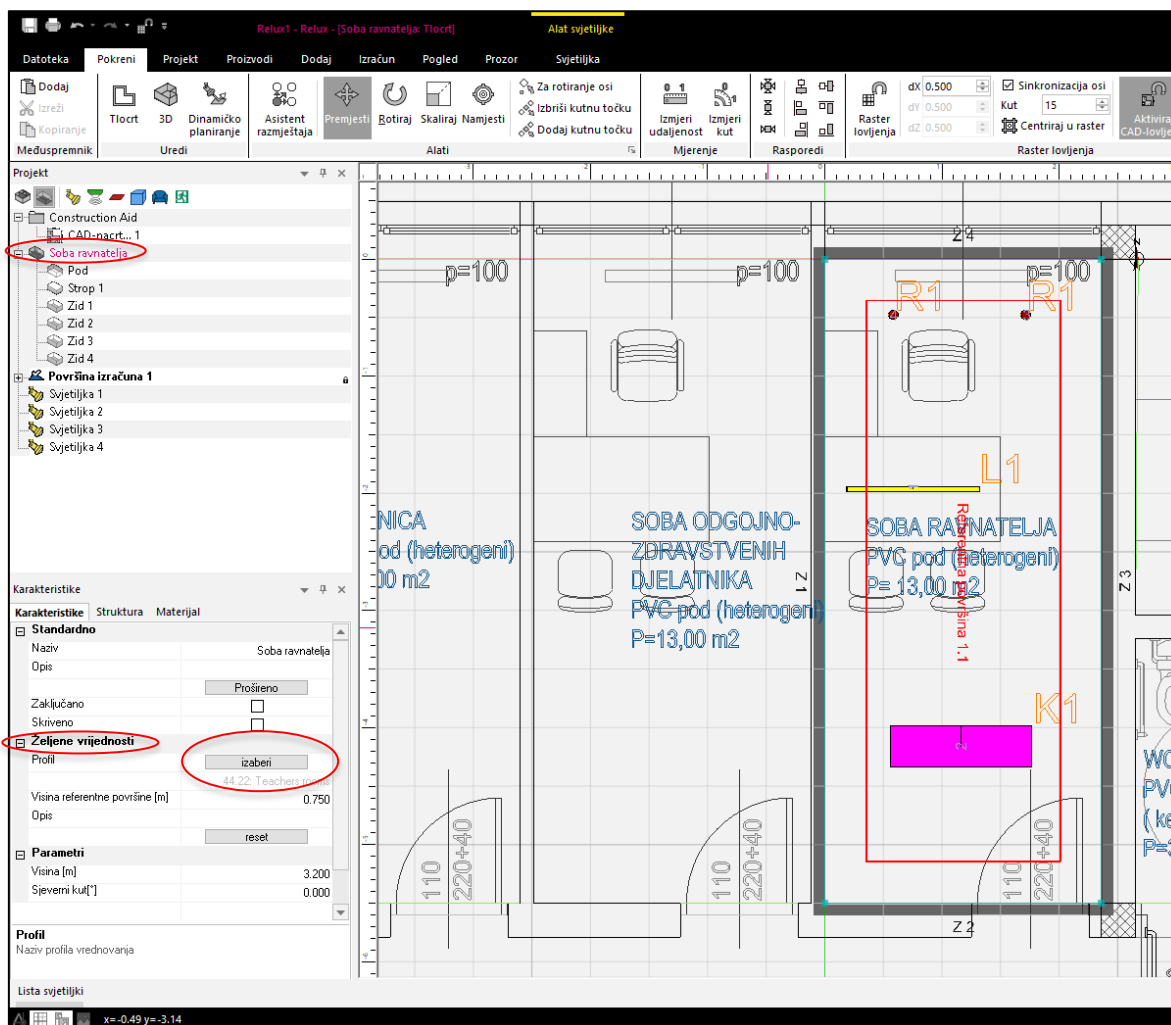 Relux1 - Relux - [Soba ravnatelja: Tlocrt]
Alat svjetiljke
Datoteka Pokreni Projekt Proizvodi Dodaj Izračun Pogled Prozor Svjetiljka
Dodaj
Izreži
Kopiranje
Međuspremnik
Tlocrt
3D
Dinamičko planiranje
Uredi
Asistent razmještaja
Premjesti
Rotiraj
Skaliraj
Namjesti
Za rotiranje osi
Izbriši kutnu točku
Dodaj kutnu točku
Alati
Izmjeri udaljenost
Izmjeri kut
Mjerenje
Rasporedi
Raster lovljenja
dX 0.500
dY 0.500
dZ 0.500
Sinkronizacija osi
Kut 15
Centriraj u raster
Raster lovljenja
Aktivira
CAD-lovlje
Projekt
Construction Aid
CAD-nacrt... 1
Soba ravnatelja
Pod
Strop 1
Zid 1
Zid 2
Zid 3
Zid 4
Površina izračuna 1
Svjetiljka 1
Svjetiljka 2
Svjetiljka 3
Svjetiljka 4
Karakteristike
Karakteristike Struktura Materijal
Standardno
Naziv Soba ravnatelja
Opis
Prošireno
Zaključano
Skriveno
Željene vrijednosti
Profil izaberi
44.22: Teachers rooms
Visina referentne površine [m] 0.750
Opis
reset
Parametri
Visina [m] 3.200
Sjeverni kut[°] 0.000
Profil
Naziv profila vrednovanja
Lista svjetiljki
x=-0.49 y=-3.14
Z 4
p=100
p=100
p=100
R1
R1
L1
NICA
od (heterogeni)
00 m2
SOBA ODGOJNO-
ZDRAVSTVENIH
DJELATNIKA
PVC pod (heterogeni)
P=13,00 m2
Z 1
SOBA RAVNATELJA
PVC pod (heterogeni)
P= 13,00 m2
Referentna površina 1.1
Z 3
K1
2
110
220+40
110
220+40
110
220+40
Z 2
WC
PV
( ke
P=3